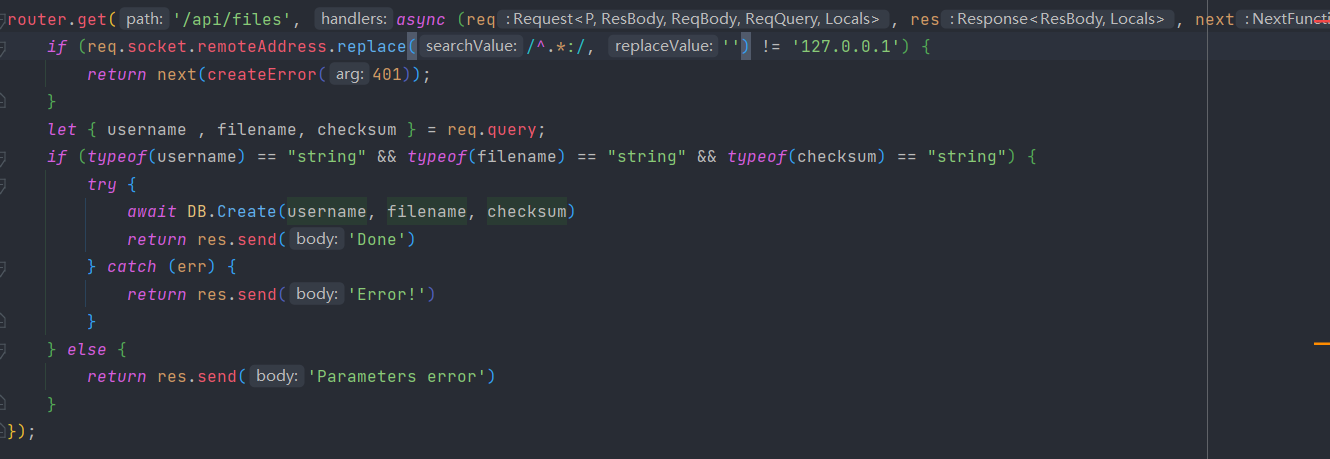 router.get( path: '/api/files', handlers: async (req : Request<P, ResBody, ReqBody, ReqQuery, Locals> , res : Response<ResBody, Locals> , next : NextFuncti
if (req.socket.remoteAddress.replace( searchValue: /^.*:/, replaceValue: '') != '127.0.0.1') {
return next(createError( arg: 401));
}
let { username , filename, checksum } = req.query;
if (typeof(username) == "string" && typeof(filename) == "string" && typeof(checksum) == "string") {
try {
await DB.Create(username, filename, checksum)
return res.send( body: 'Done')
} catch (err) {
return res.send( body: 'Error!')
}
} else {
return res.send( body: 'Parameters error')
}
});